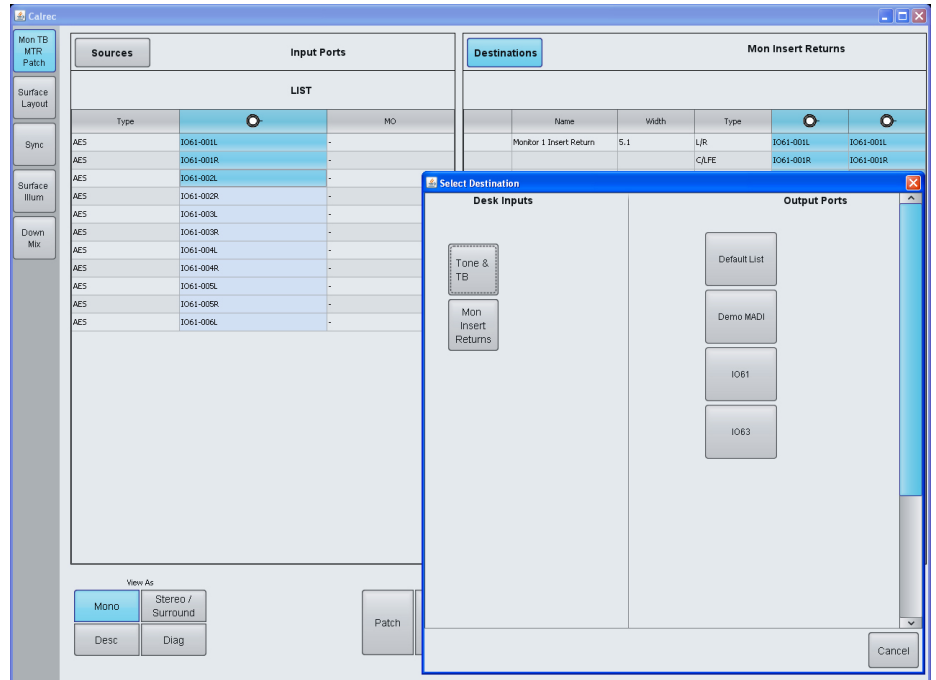 Calrec
Mon TB
MTR
Patch
Surface
Layout
Sync
Surface
Illum
Down
Mix
Sources
Input Ports
LIST
Type
MO
AES
IO61-001L
-
AES
IO61-001R
-
AES
IO61-002L
-
AES
IO61-002R
-
AES
IO61-003L
-
AES
IO61-003R
-
AES
IO61-004L
-
AES
IO61-004R
-
AES
IO61-005L
-
AES
IO61-005R
-
AES
IO61-006L
-
View As
Mono
Stereo /
Surround
Desc
Diag
Patch
Destinations
Mon Insert Returns
Name
Width
Type
Monitor 1 Insert Return
5.1
L/R
IO61-001L
IO61-001L
C/LFE
IO61-001R
IO61-001R
Select Destination
Desk Inputs
Output Ports
Tone &
TB
Mon
Insert
Returns
Default List
Demo MADI
IO61
IO63
Cancel